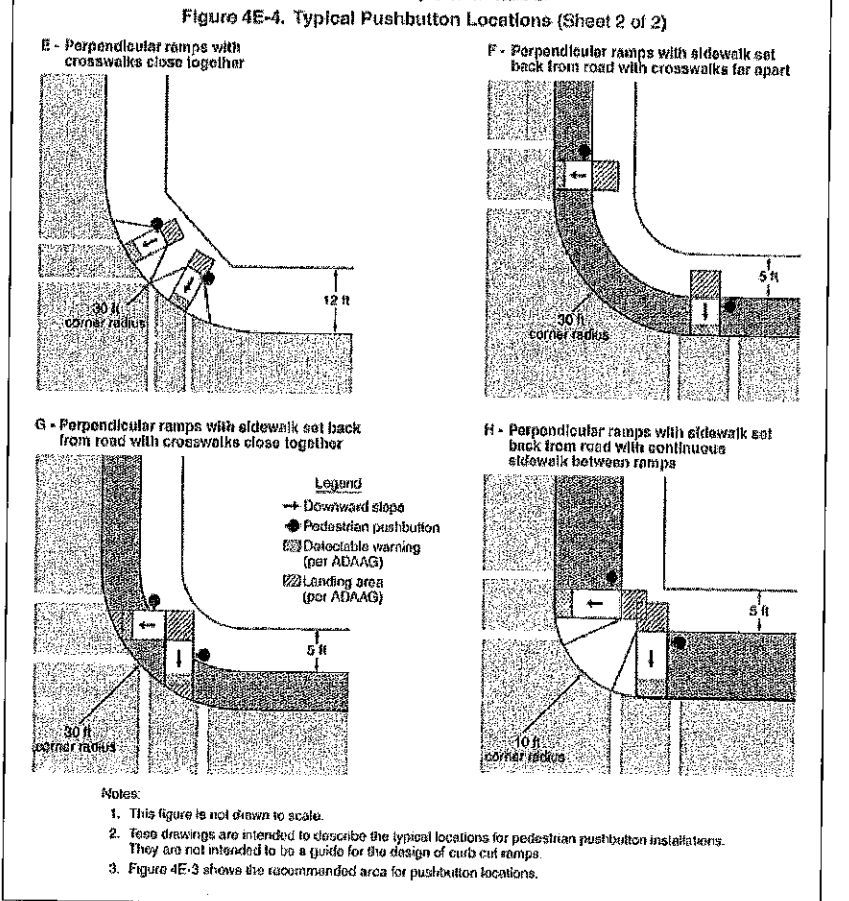 Figure 4E-4. Typical Pushbutton Locations (Sheet 2 of 2)
E - Perpendicular ramps with
crosswalks close together
30 ft
corner radius
12 ft
F - Perpendicular ramps with sidewalk set
back from road with crosswalks far apart
30 ft
corner radius
5 ft
G - Perpendicular ramps with sidewalk set back
from road with crosswalks close together
30 ft
corner radius
5 ft
Legend
Downward slope
Pedestrian pushbutton
Detectable warning
(per ADAAG)
Landing area
(per ADAAG)
H - Perpendicular ramps with sidewalk set
back from road with continuous
sidewalk between ramps
10 ft
corner radius
5 ft
Notes:
1. This figure is not drawn to scale.
2. Tese drawings are intended to describe the typical locations for pedestrian pushbutton installations.
They are not intended to be a guide for the design of curb cut ramps.
3. Figure 4E-3 shows the recommended area for pushbutton locations.